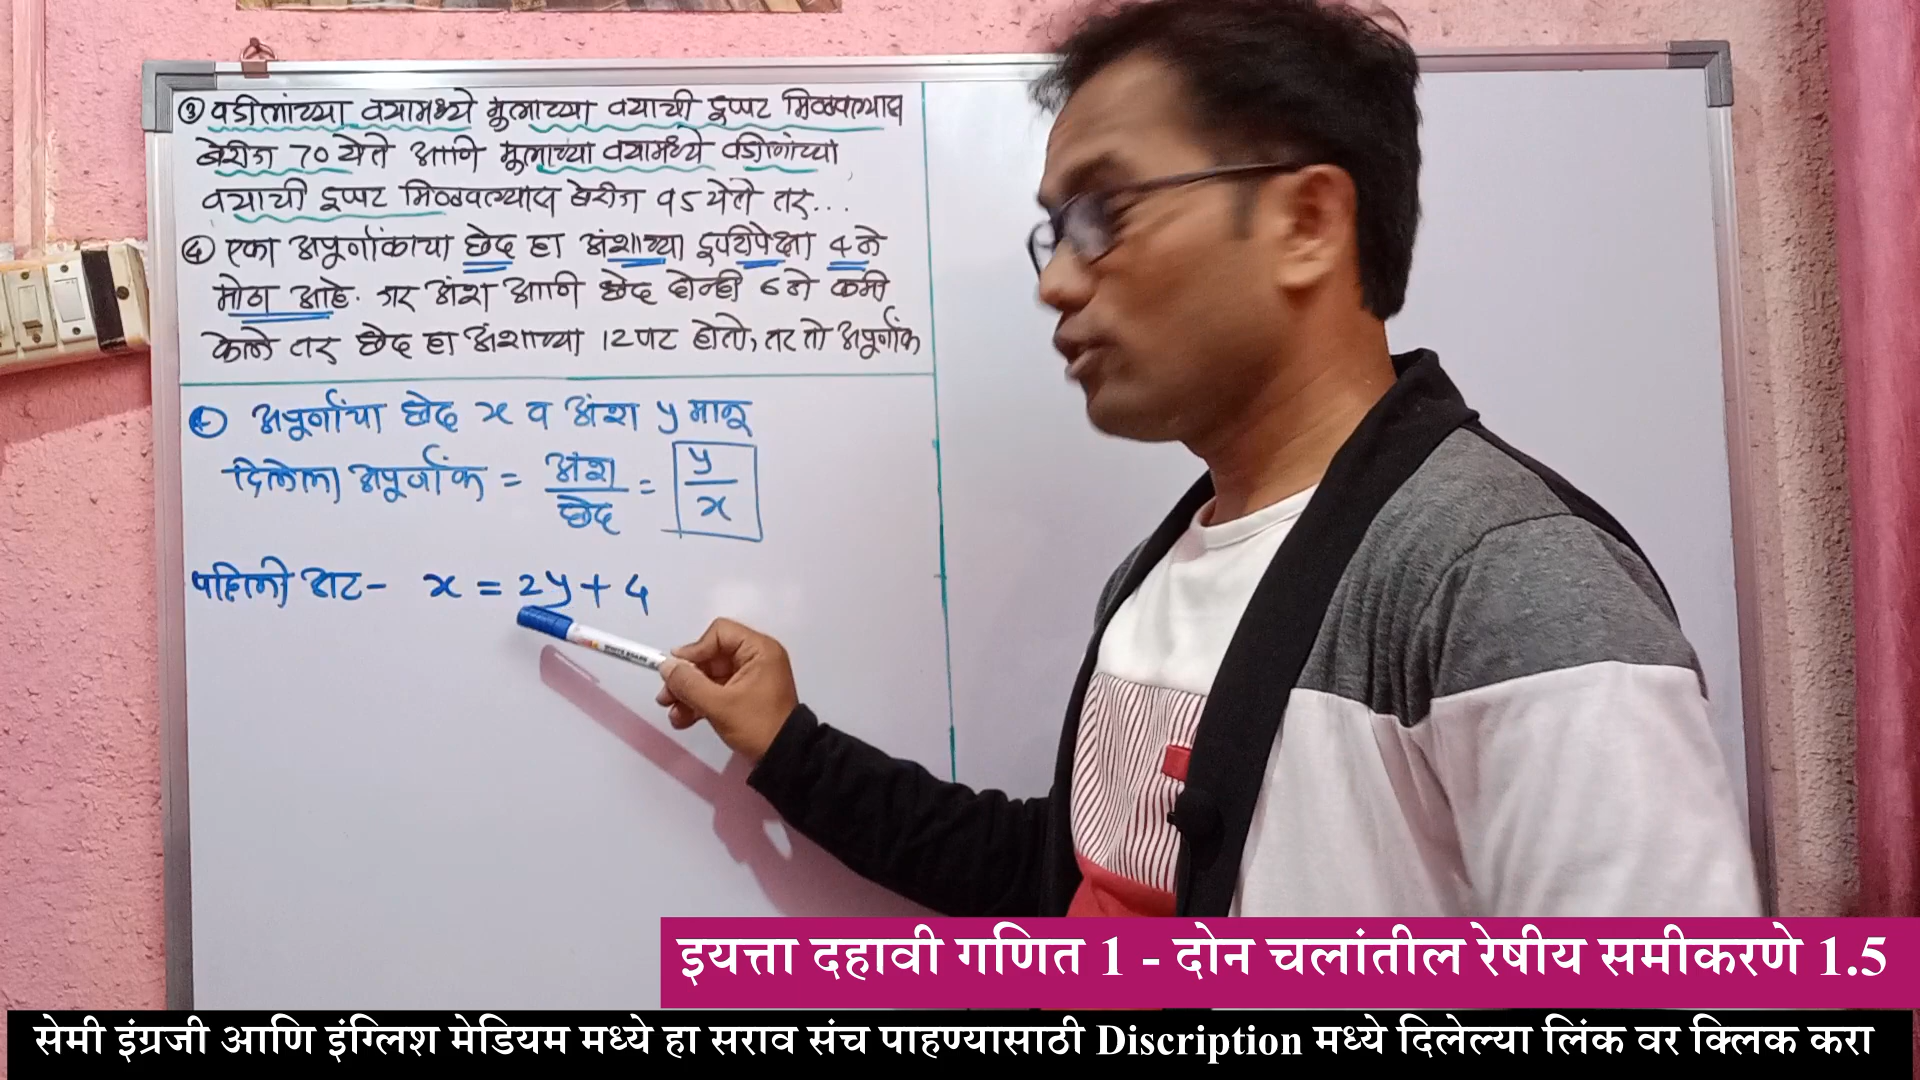 ③ वडीलांच्या वयामध्ये मुलाच्या वयाची दुप्पट मिळवल्यास
बेरीज 70 येते आणि मुलाच्या वयामध्ये वडीलांच्या
वयाची दुप्पट मिळवल्यास बेरीज ९5 येते तर...
④ एका अपूर्णांकाचा छेद हा अंशाच्या दुपटीपेक्षा 4 ने
मोठा आहे. जर अंश आणि छेद दोन्ही 6 ने कमी
केले तर छेद हा अंशाच्या 12 पट होतो, तर तो अपूर्णांक
④ अपूर्णांचा छेद x व अंश y मानू
दिलेला अपूर्णांक = अंश/छेद = y/x
पहिली अट - x = 2y + 4
इयत्ता दहावी गणित 1 - दोन चलांतील रेषीय समीकरणे 1.5
सेमी इंग्रजी आणि इंग्लिश मेडियम मध्ये हा सराव संच पाहण्यासाठी Discription मध्ये दिलेल्या लिंक वर क्लिक करा